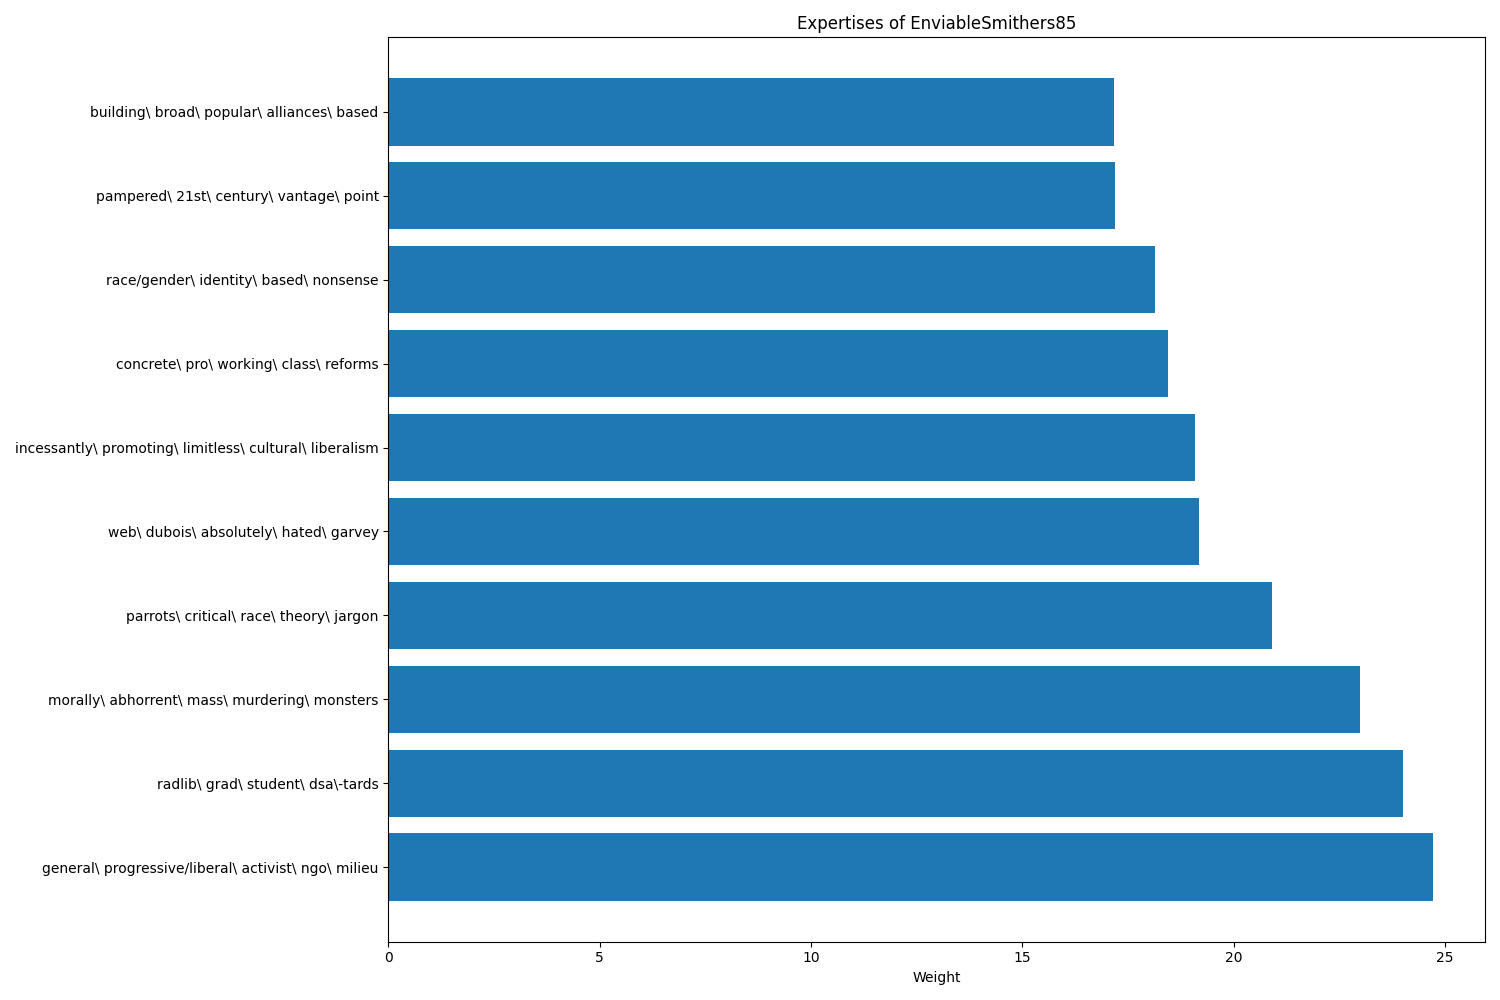 Expertises of EnviableSmithers85
building\ broad\ popular\ alliances\ based
pampered\ 21st\ century\ vantage\ point
race/gender\ identity\ based\ nonsense
concrete\ pro\ working\ class\ reforms
incessantly\ promoting\ limitless\ cultural\ liberalism
web\ dubois\ absolutely\ hated\ garvey
parrots\ critical\ race\ theory\ jargon
morally\ abhorrent\ mass\ murdering\ monsters
radlib\ grad\ student\ dsa\-tards
general\ progressive/liberal\ activist\ ngo\ milieu
0 5 10 15 20 25
Weight